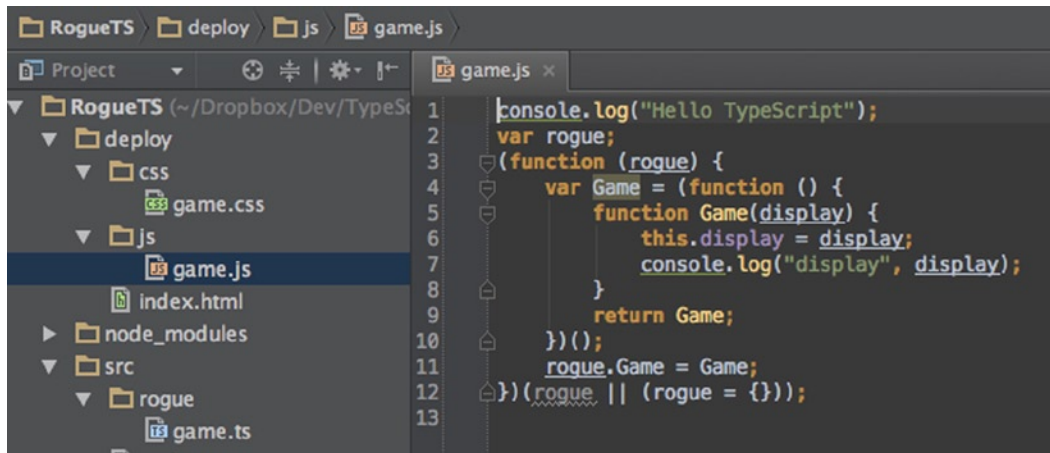 RogueTS deploy js game.js
Project
game.js
RogueTS (~/Dropbox/Dev/TypeSc
deploy
css
game.css
js
game.js
index.html
node_modules
src
rogue
game.ts
1 console.log("Hello TypeScript");
2 var rogue;
3 (function (rogue) {
4 var Game = (function () {
5 function Game(display) {
6 this.display = display;
7 console.log("display", display);
8 }
9 return Game;
10 })();
11 rogue.Game = Game;
12 })(rogue || (rogue = {}));
13